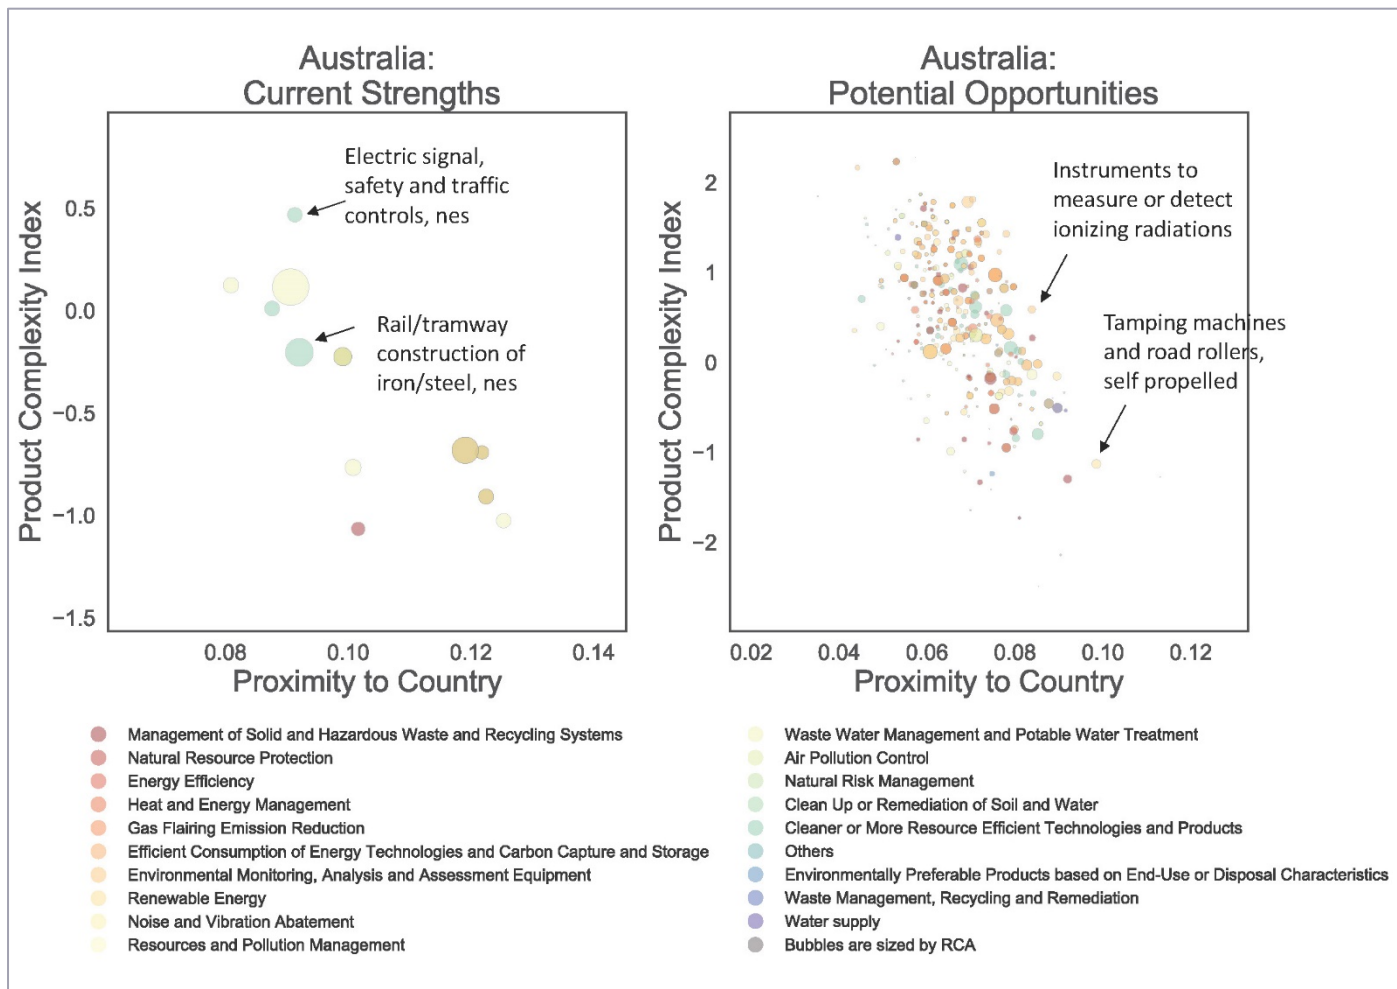 Australia:
Current Strengths
Product Complexity Index
0.5
0.0
−0.5
−1.0
−1.5
Electric signal,
safety and traffic
controls, nes
Rail/tramway
construction of
iron/steel, nes
0.08 0.10 0.12 0.14
Proximity to Country
Australia:
Potential Opportunities
Product Complexity Index
2
1
0
−1
−2
Instruments to
measure or detect
ionizing radiations
Tamping machines
and road rollers,
self propelled
0.02 0.04 0.06 0.08 0.10 0.12
Proximity to Country
Management of Solid and Hazardous Waste and Recycling Systems
Natural Resource Protection
Energy Efficiency
Heat and Energy Management
Gas Flairing Emission Reduction
Efficient Consumption of Energy Technologies and Carbon Capture and Storage
Environmental Monitoring, Analysis and Assessment Equipment
Renewable Energy
Noise and Vibration Abatement
Resources and Pollution Management
Waste Water Management and Potable Water Treatment
Air Pollution Control
Natural Risk Management
Clean Up or Remediation of Soil and Water
Cleaner or More Resource Efficient Technologies and Products
Others
Environmentally Preferable Products based on End-Use or Disposal Characteristics
Waste Management, Recycling and Remediation
Water supply
Bubbles are sized by RCA